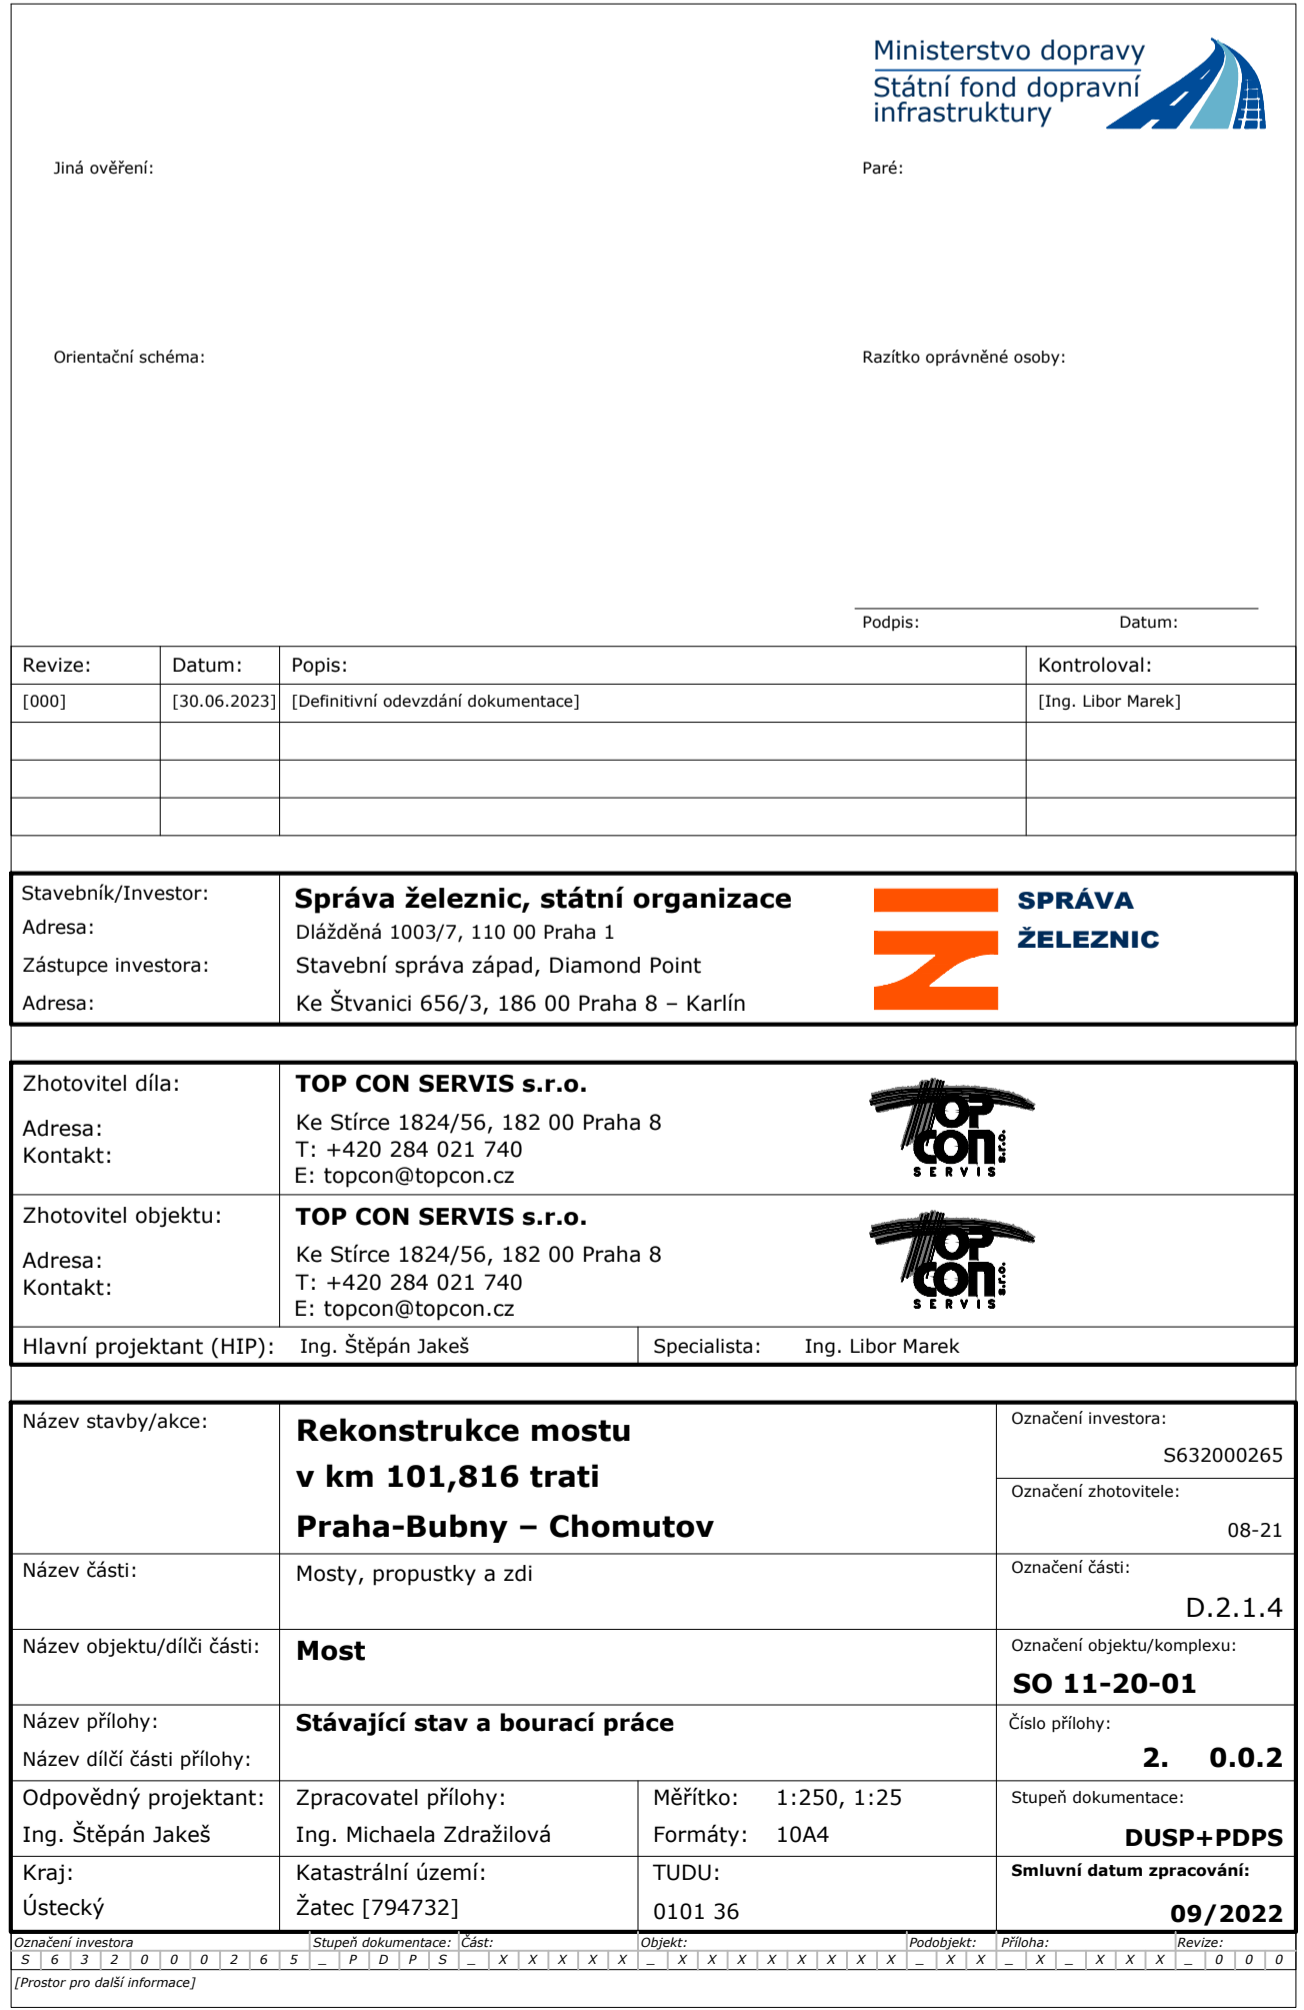 Ministerstvo dopravy
Státní fond dopravní
infrastruktury
Jiná ověření:
Paré:
Orientační schéma:
Razítko oprávněné osoby:
Podpis:
Datum:
Revize:
Datum:
Popis:
Kontroloval:
[000]
[30.06.2023]
[Definitivní odevzdání dokumentace]
[Ing. Libor Marek]
Stavebník/Investor:
Správa železnic, státní organizace
SPRÁVA
ŽELEZNIC
Adresa:
Dlážděná 1003/7, 110 00 Praha 1
Zástupce investora:
Stavební správa západ, Diamond Point
Adresa:
Ke Štvanici 656/3, 186 00 Praha 8 – Karlín
Zhotovitel díla:
TOP CON SERVIS s.r.o.
Adresa:
Ke Stírce 1824/56, 182 00 Praha 8
Kontakt:
T: +420 284 021 740
E: topcon@topcon.cz
TOP
CON s.r.o.
SERVIS
Zhotovitel objektu:
TOP CON SERVIS s.r.o.
Adresa:
Ke Stírce 1824/56, 182 00 Praha 8
Kontakt:
T: +420 284 021 740
E: topcon@topcon.cz
TOP
CON s.r.o.
SERVIS
Hlavní projektant (HIP): Ing. Štěpán Jakeš
Specialista: Ing. Libor Marek
Název stavby/akce:
Rekonstrukce mostu
v km 101,816 trati
Praha-Bubny – Chomutov
Označení investora:
S632000265
Označení zhotovitele:
08-21
Název části:
Mosty, propustky a zdi
Označení části:
D.2.1.4
Název objektu/dílči části:
Most
Označení objektu/komplexu:
SO 11-20-01
Název přílohy:
Stávající stav a bourací práce
Název dílčí části přílohy:
Číslo přílohy:
2. 0.0.2
Odpovědný projektant:
Ing. Štěpán Jakeš
Zpracovatel přílohy:
Ing. Michaela Zdražilová
Měřítko: 1:250, 1:25
Formáty: 10A4
Stupeň dokumentace:
DUSP+PDPS
Kraj:
Ústecký
Katastrální území:
Žatec [794732]
TUDU:
0101 36
Smluvní datum zpracování:
09/2022
Označení investora Stupeň dokumentace: Část: Objekt: Podobjekt: Příloha: Revize:
S 6 3 2 0 0 0 2 6 5 _ P D P S _ X X X X X _ X X X X X X X X _ X X _ X _ X X X _ 0 0 0
[Prostor pro další informace]